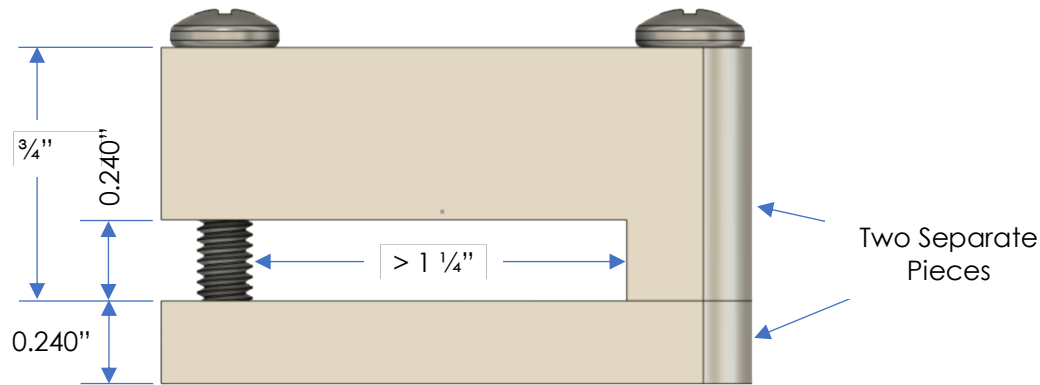 ¾”
0.240”
> 1 ¼”
Two Separate
Pieces
0.240”